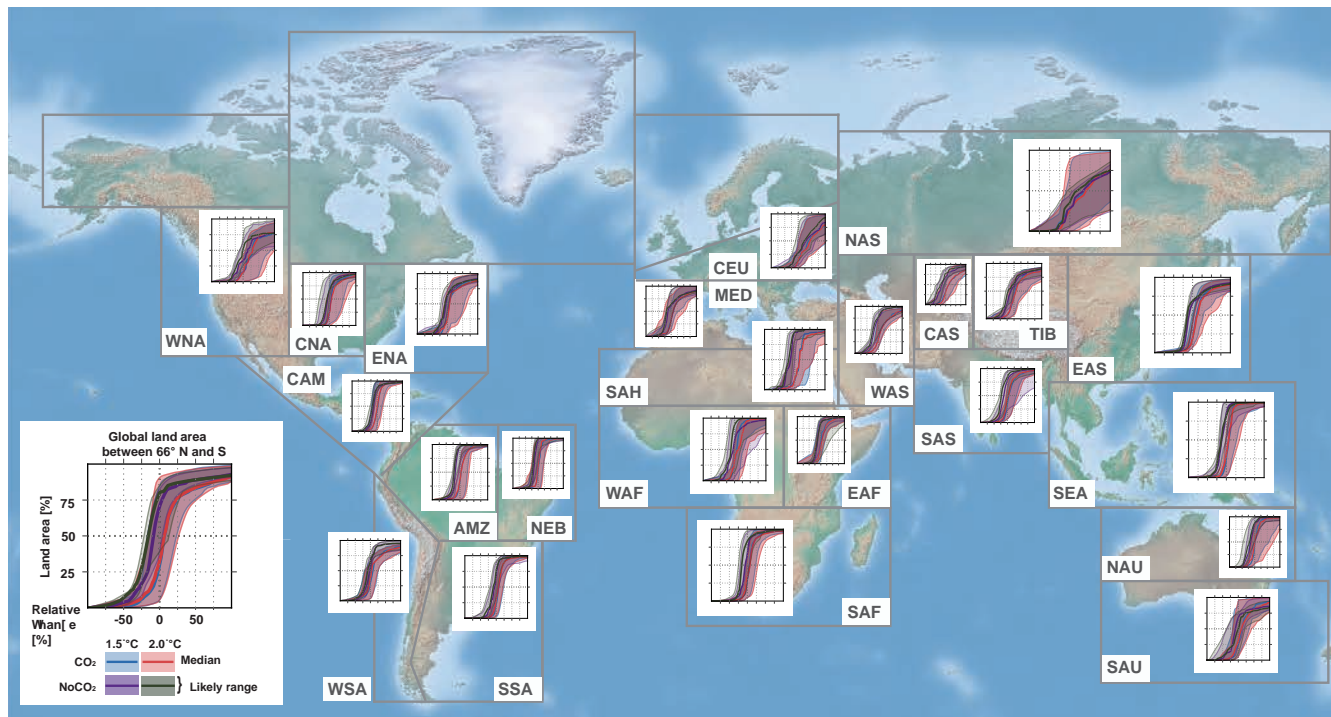 NAS
CEU
MED
WNA
CNA
ENA
CAM
CAS
TIB
EAS
SAH
WAS
SAS
WAF
EAF
SEA
AMZ
NEB
NAU
SAF
SAU
WSA
SSA
Global land area
between 66° N and S
Land area [%]
75
50
25
Relative
[%]
-50
0
50
1.5°C
2.0°C
CO₂
Median
NoCO₂
} Likely range